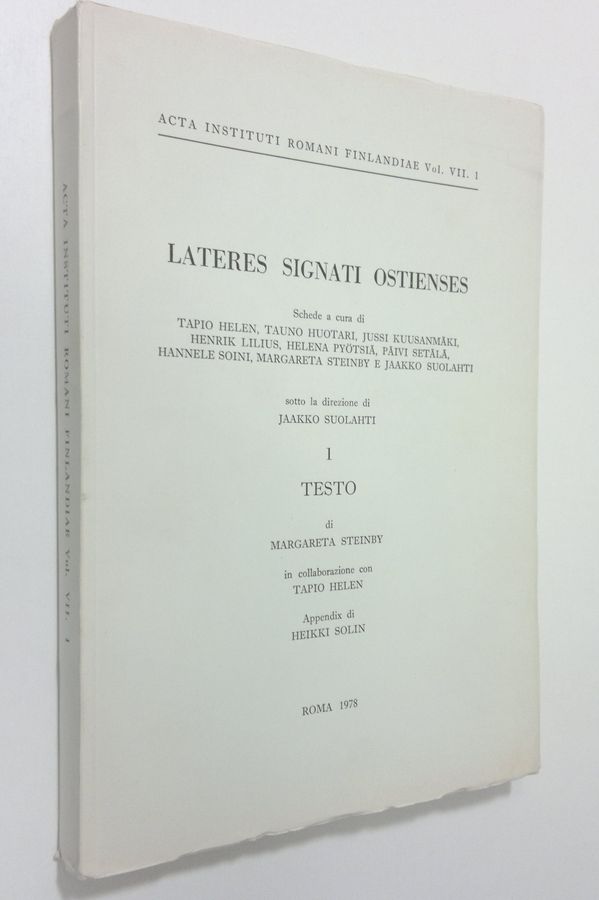 ACTA INSTITUTI ROMANI FINLANDIAE Vol. VII. 1
LATERES SIGNATI OSTIENSES
Schede a cura di
TAPIO HELEN, TAUNO HUOTARI, JUSSI KUUSANMÄKI,
HENRIK LILIUS, HELENA PYÖTSIÄ, PÄIVI SETÄLÄ,
HANNELE SOINI, MARGARETA STEINBY E JAAKKO SUOLAHTI
sotto la direzione di
JAAKKO SUOLAHTI
I
TESTO
di
MARGARETA STEINBY
in collaborazione con
TAPIO HELEN
Appendix di
HEIKKI SOLIN
ROMA 1978
ACTA INSTITUTI ROMANI FINLANDIAE Vol. VII. 1